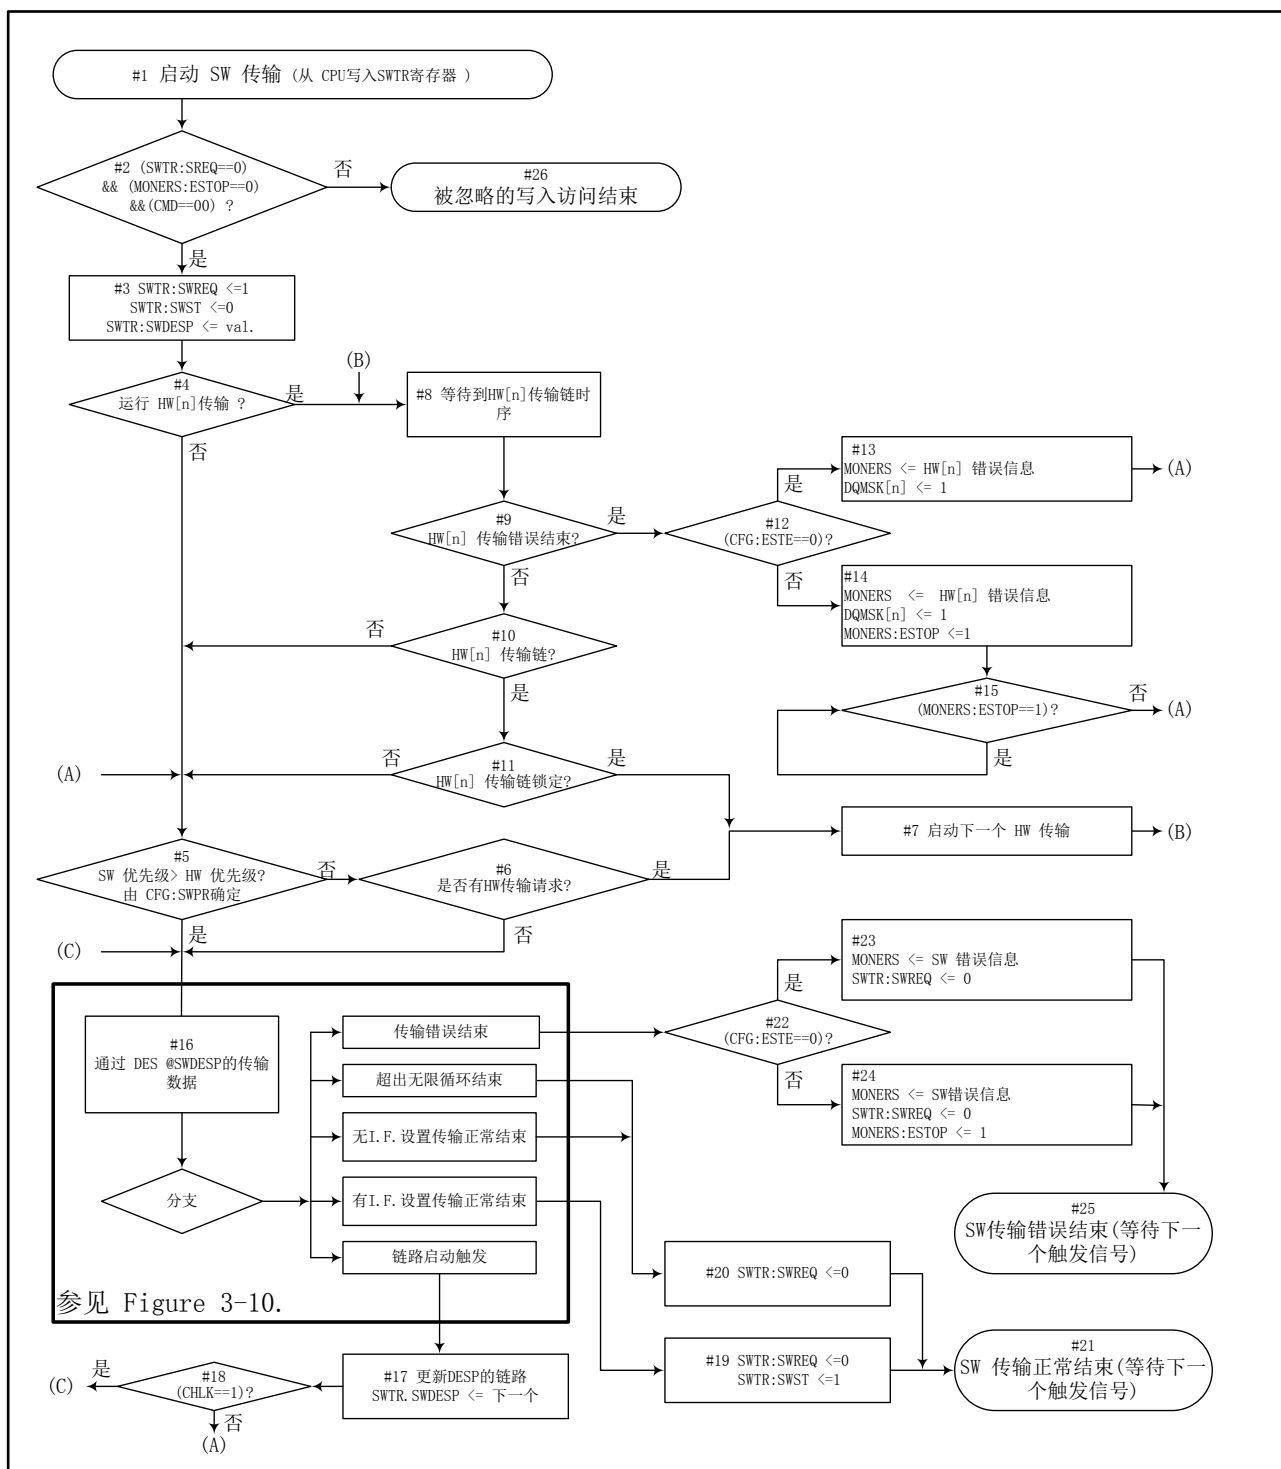 #1 启动 SW 传输 (从 CPU写入SWTR寄存器 )
#2 (SWTR:SREQ==0)
&& (MONERS:ESTOP==0)
&&(CMD==00) ?
否
#26
被忽略的写入访问结束
是
#3 SWTR:SWREQ <=1
SWTR:SWST <=0
SWTR:SWDESP <= val.
#4
运行 HW[n]传输 ?
是
(B)
否
#8 等待到HW[n]传输链时
序
#9
HW[n] 传输错误结束?
是
否
#12
(CFG:ESTE==0)?
是
#13
MONERS <= HW[n] 错误信息
DQMSK[n] <= 1
(A)
否
#14
MONERS <= HW[n] 错误信息
DQMSK[n] <= 1
MONERS:ESTOP <=1
#15
(MONERS:ESTOP==1)?
否
(A)
是
#10
HW[n] 传输链?
否
是
#11
HW[n] 传输链锁定?
否
是
(A)
#7 启动下一个 HW 传输
(B)
#5
SW 优先级> HW 优先级?
由 CFG:SWPR确定
否
#6
是否有HW传输请求?
是
是
否
(C)
#16
通过 DES @SWDESP的传输
数据
分支
传输错误结束
超出无限循环结束
无I.F.设置传输正常结束
有I.F.设置传输正常结束
链路启动触发
参见 Figure 3-10.
#22
(CFG:ESTE==0)?
是
#23
MONERS <= SW 错误信息
SWTR:SWREQ <= 0
否
#24
MONERS <= SW错误信息
SWTR:SWREQ <= 0
MONERS:ESTOP <= 1
#25
SW传输错误结束(等待下一
个触发信号)
#20 SWTR:SWREQ <=0
#19 SWTR:SWREQ <=0
SWTR:SWST <=1
#21
SW 传输正常结束(等待下一
个触发信号)
#17 更新DESP的链路
SWTR.SWDESP <= 下一个
#18
(CHLK==1)?
是
(C)
否
(A)